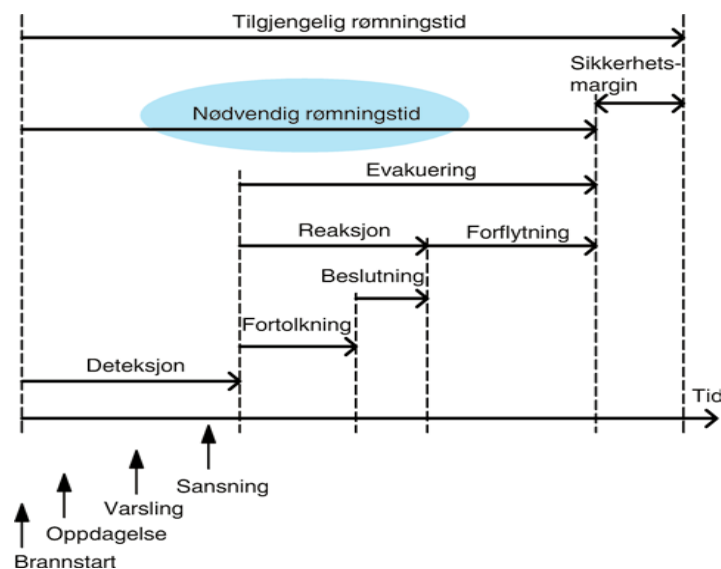 Tilgjengelig rømningstid
Sikkerhets-
margin
Nødvendig rømningstid
Evakuering
Reaksjon
Forflytning
Beslutning
Fortolkning
Deteksjon
Tid
Sansning
Varsling
Oppdagelse
Brannstart